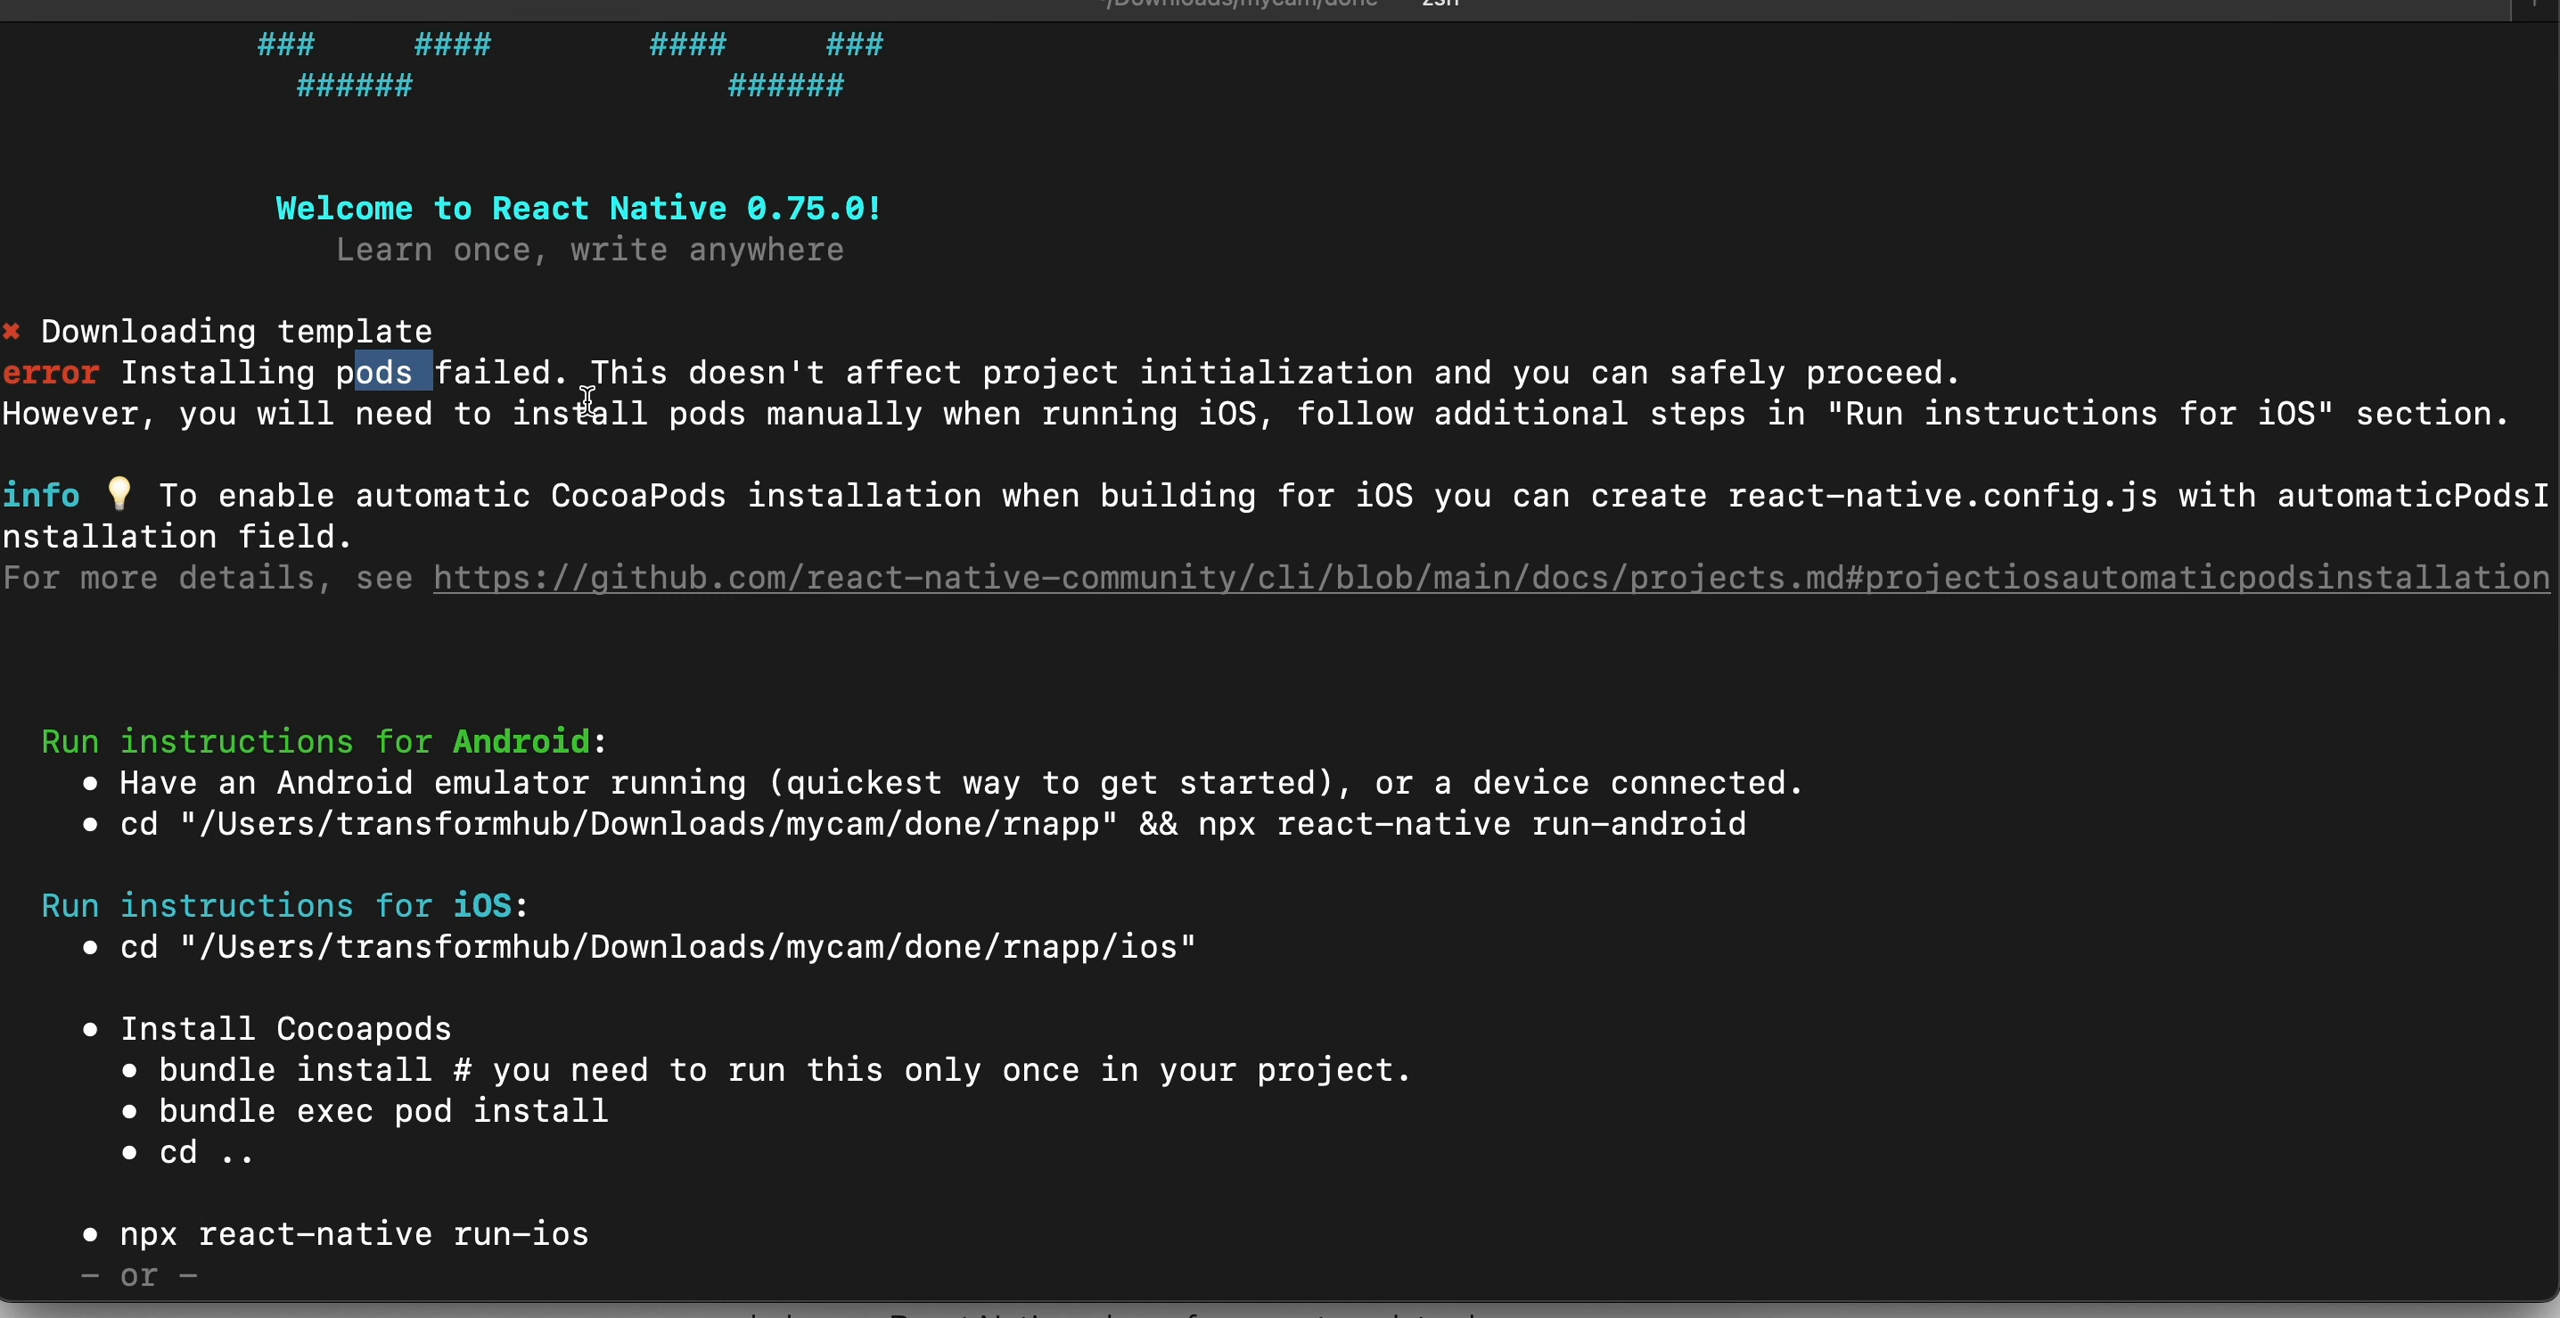 ~/Downloads/mycam/done — -zsh
### #### #### ###
###### ######
Welcome to React Native 0.75.0!
Learn once, write anywhere
✖ Downloading template
error Installing pods failed. This doesn't affect project initialization and you can safely proceed.
However, you will need to install pods manually when running iOS, follow additional steps in "Run instructions for iOS" section.
info 💡 To enable automatic CocoaPods installation when building for iOS you can create react-native.config.js with automaticPodsI
nstallation field.
For more details, see https://github.com/react-native-community/cli/blob/main/docs/projects.md#projectiosautomaticpodsinstallation
Run instructions for Android:
• Have an Android emulator running (quickest way to get started), or a device connected.
• cd "/Users/transformhub/Downloads/mycam/done/rnapp" && npx react-native run-android
Run instructions for iOS:
• cd "/Users/transformhub/Downloads/mycam/done/rnapp/ios"
• Install Cocoapods
• bundle install # you need to run this only once in your project.
• bundle exec pod install
• cd ..
• npx react-native run-ios
- or -